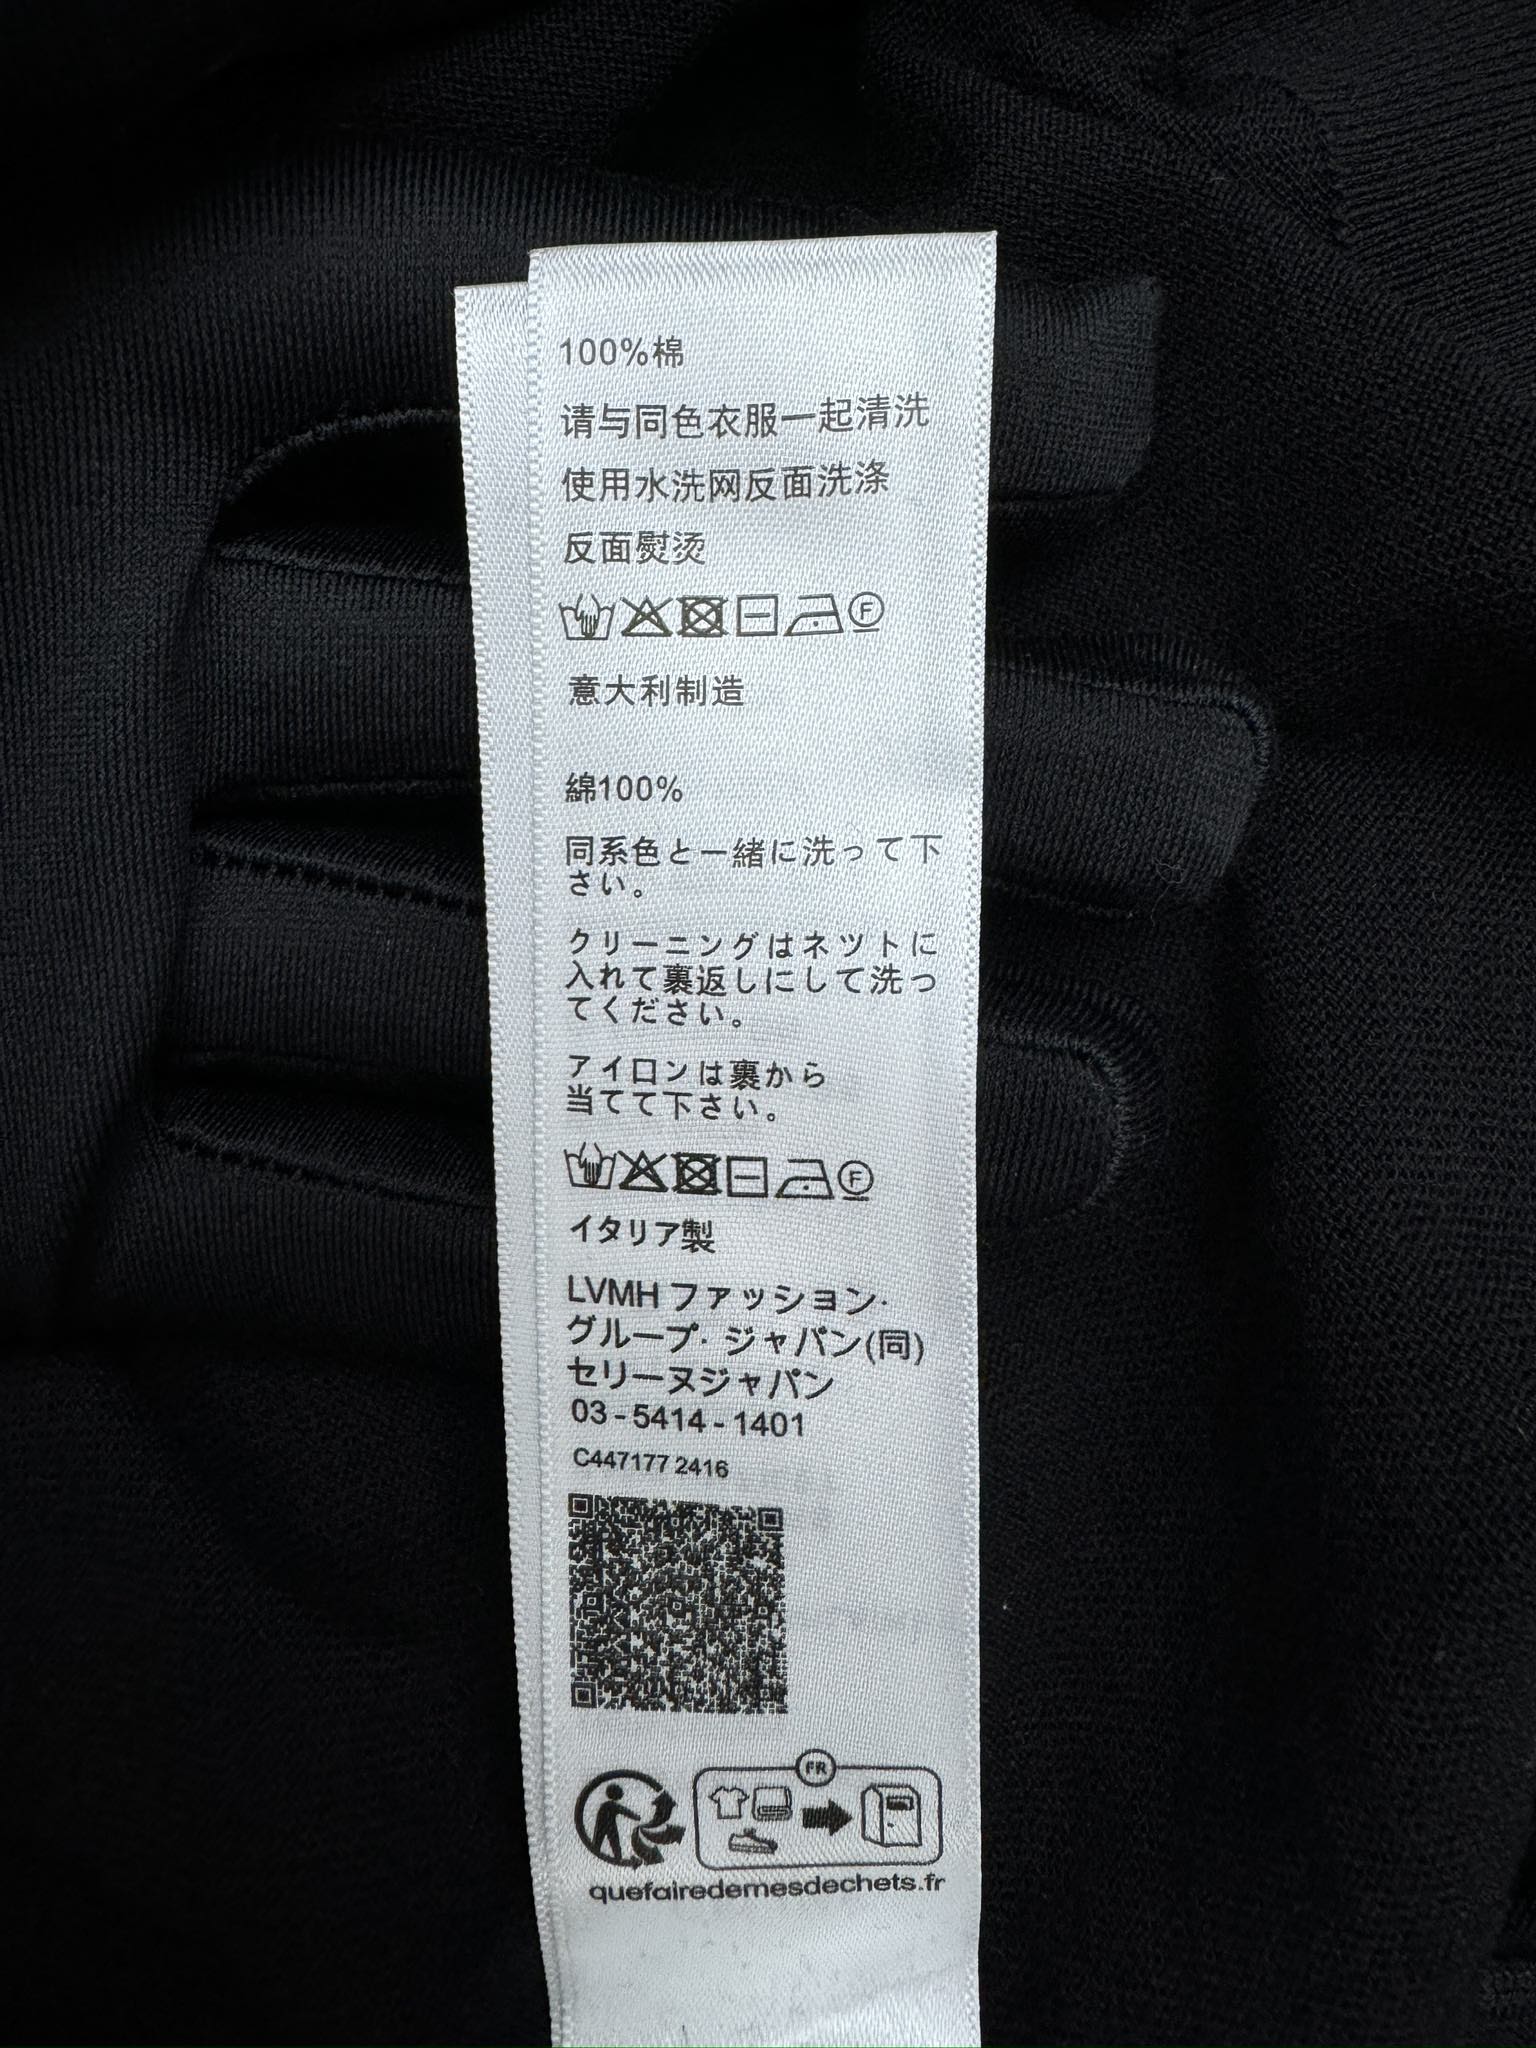 100%棉
请与同色衣服一起清洗
使用水洗网反面洗涤
反面熨烫
F
意大利制造
綿100%
同系色と一緒に洗って下
さい。
クリーニングはネツトに
入れて裏返しにして洗っ
てください。
アイロンは裏から
当てて下さい。
F
イタリア製
LVMH ファッション·
グループ· ジャパン(同)
セリーヌジャパン
03-5414-1401
C447177 2416
FR
quefairedemesdechets.fr